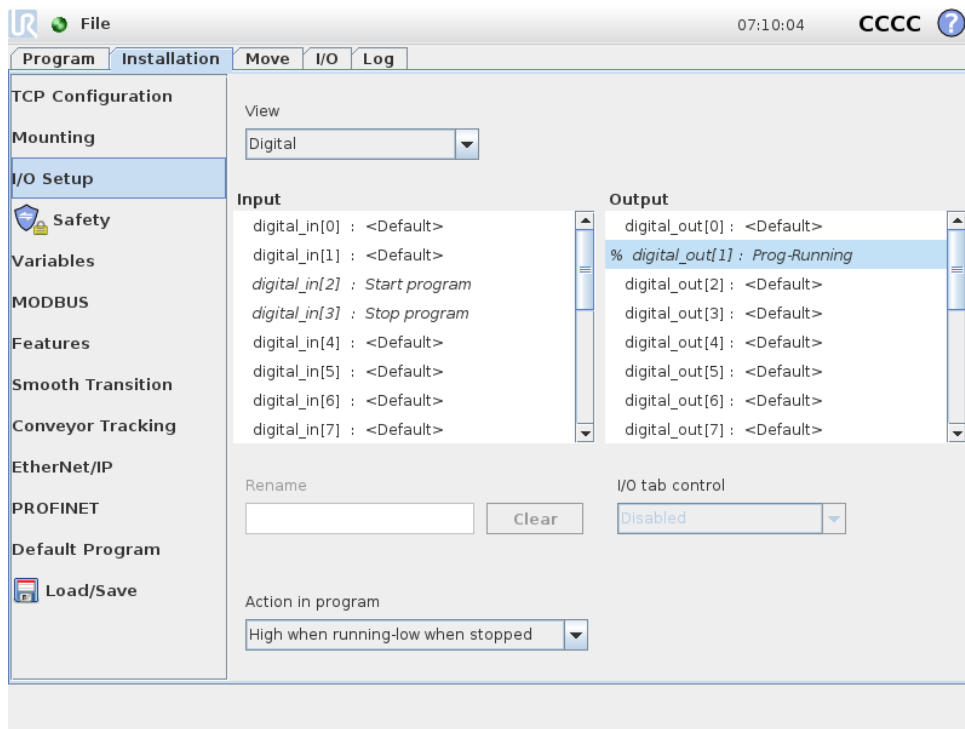 UR File 07:10:04 CCCC ?
Program Installation Move I/O Log
TCP Configuration
Mounting
I/O Setup
Safety
Variables
MODBUS
Features
Smooth Transition
Conveyor Tracking
EtherNet/IP
PROFINET
Default Program
Load/Save
View
Digital
Input
digital_in[0] : <Default>
digital_in[1] : <Default>
digital_in[2] : Start program
digital_in[3] : Stop program
digital_in[4] : <Default>
digital_in[5] : <Default>
digital_in[6] : <Default>
digital_in[7] : <Default>
Output
digital_out[0] : <Default>
% digital_out[1] : Prog-Running
digital_out[2] : <Default>
digital_out[3] : <Default>
digital_out[4] : <Default>
digital_out[5] : <Default>
digital_out[6] : <Default>
digital_out[7] : <Default>
Rename
Clear
I/O tab control
Disabled
Action in program
High when running-low when stopped